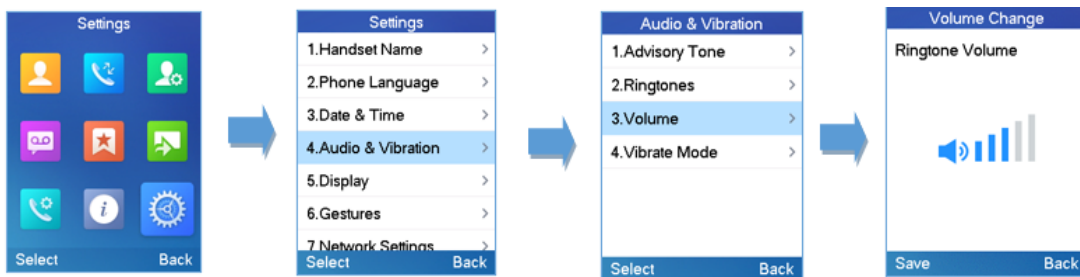 Settings
Select Back
Settings
1.Handset Name
2.Phone Language
3.Date & Time
4.Audio & Vibration
5.Display
6.Gestures
7.Network Settings
Select Back
Audio & Vibration
1.Advisory Tone
2.Ringtones
3.Volume
4.Vibrate Mode
Select Back
Volume Change
Ringtone Volume
Save Back